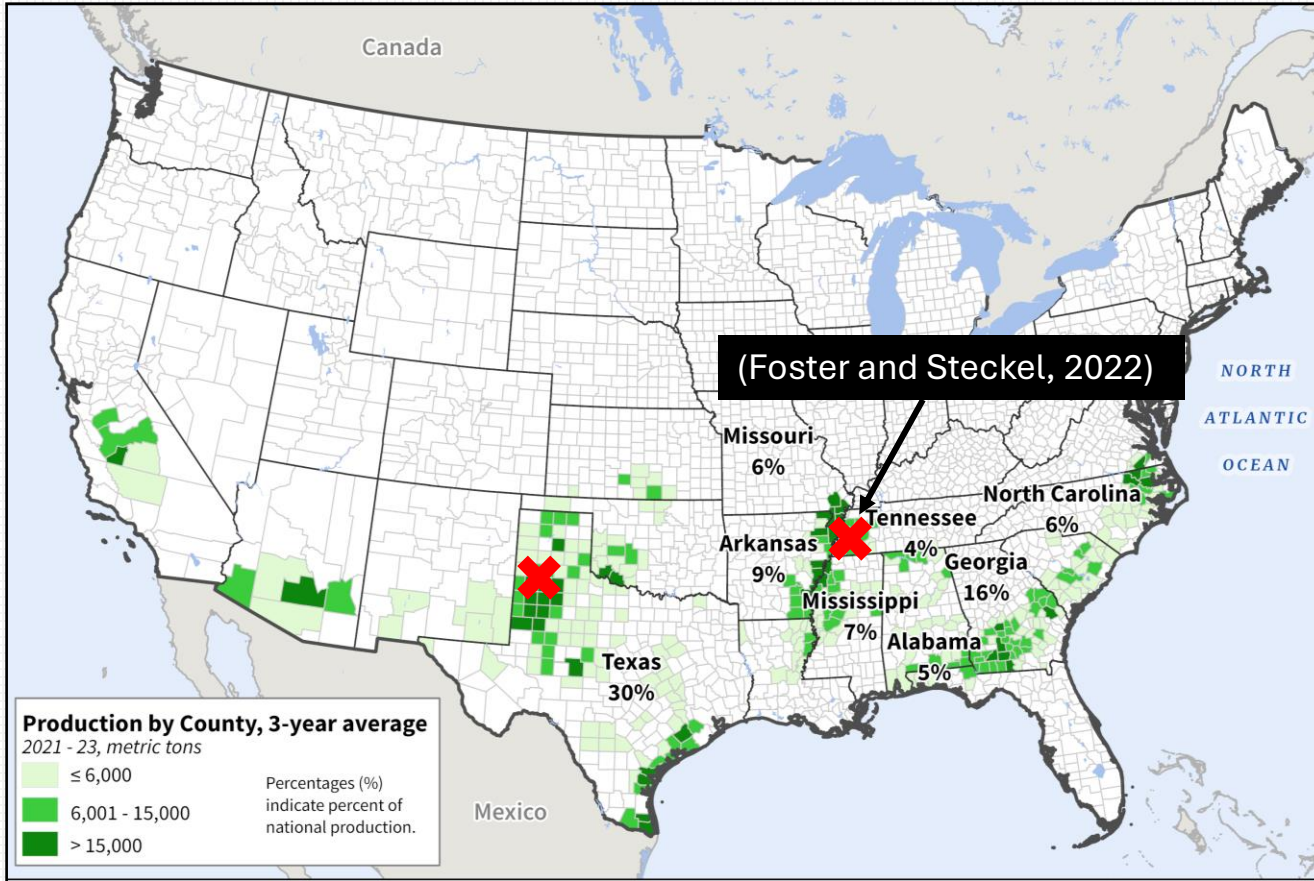 Canada
(Foster and Steckel, 2022)
NORTH
ATLANTIC
OCEAN
Missouri
6%
North Carolina
6%
Tennessee
4%
Arkansas
9%
Georgia
16%
Mississippi
7%
Alabama
5%
Texas
30%
Production by County, 3-year average
2021 - 23, metric tons
≤ 6,000
6,001 - 15,000
> 15,000
Percentages (%)
indicate percent of
national production.
Mexico